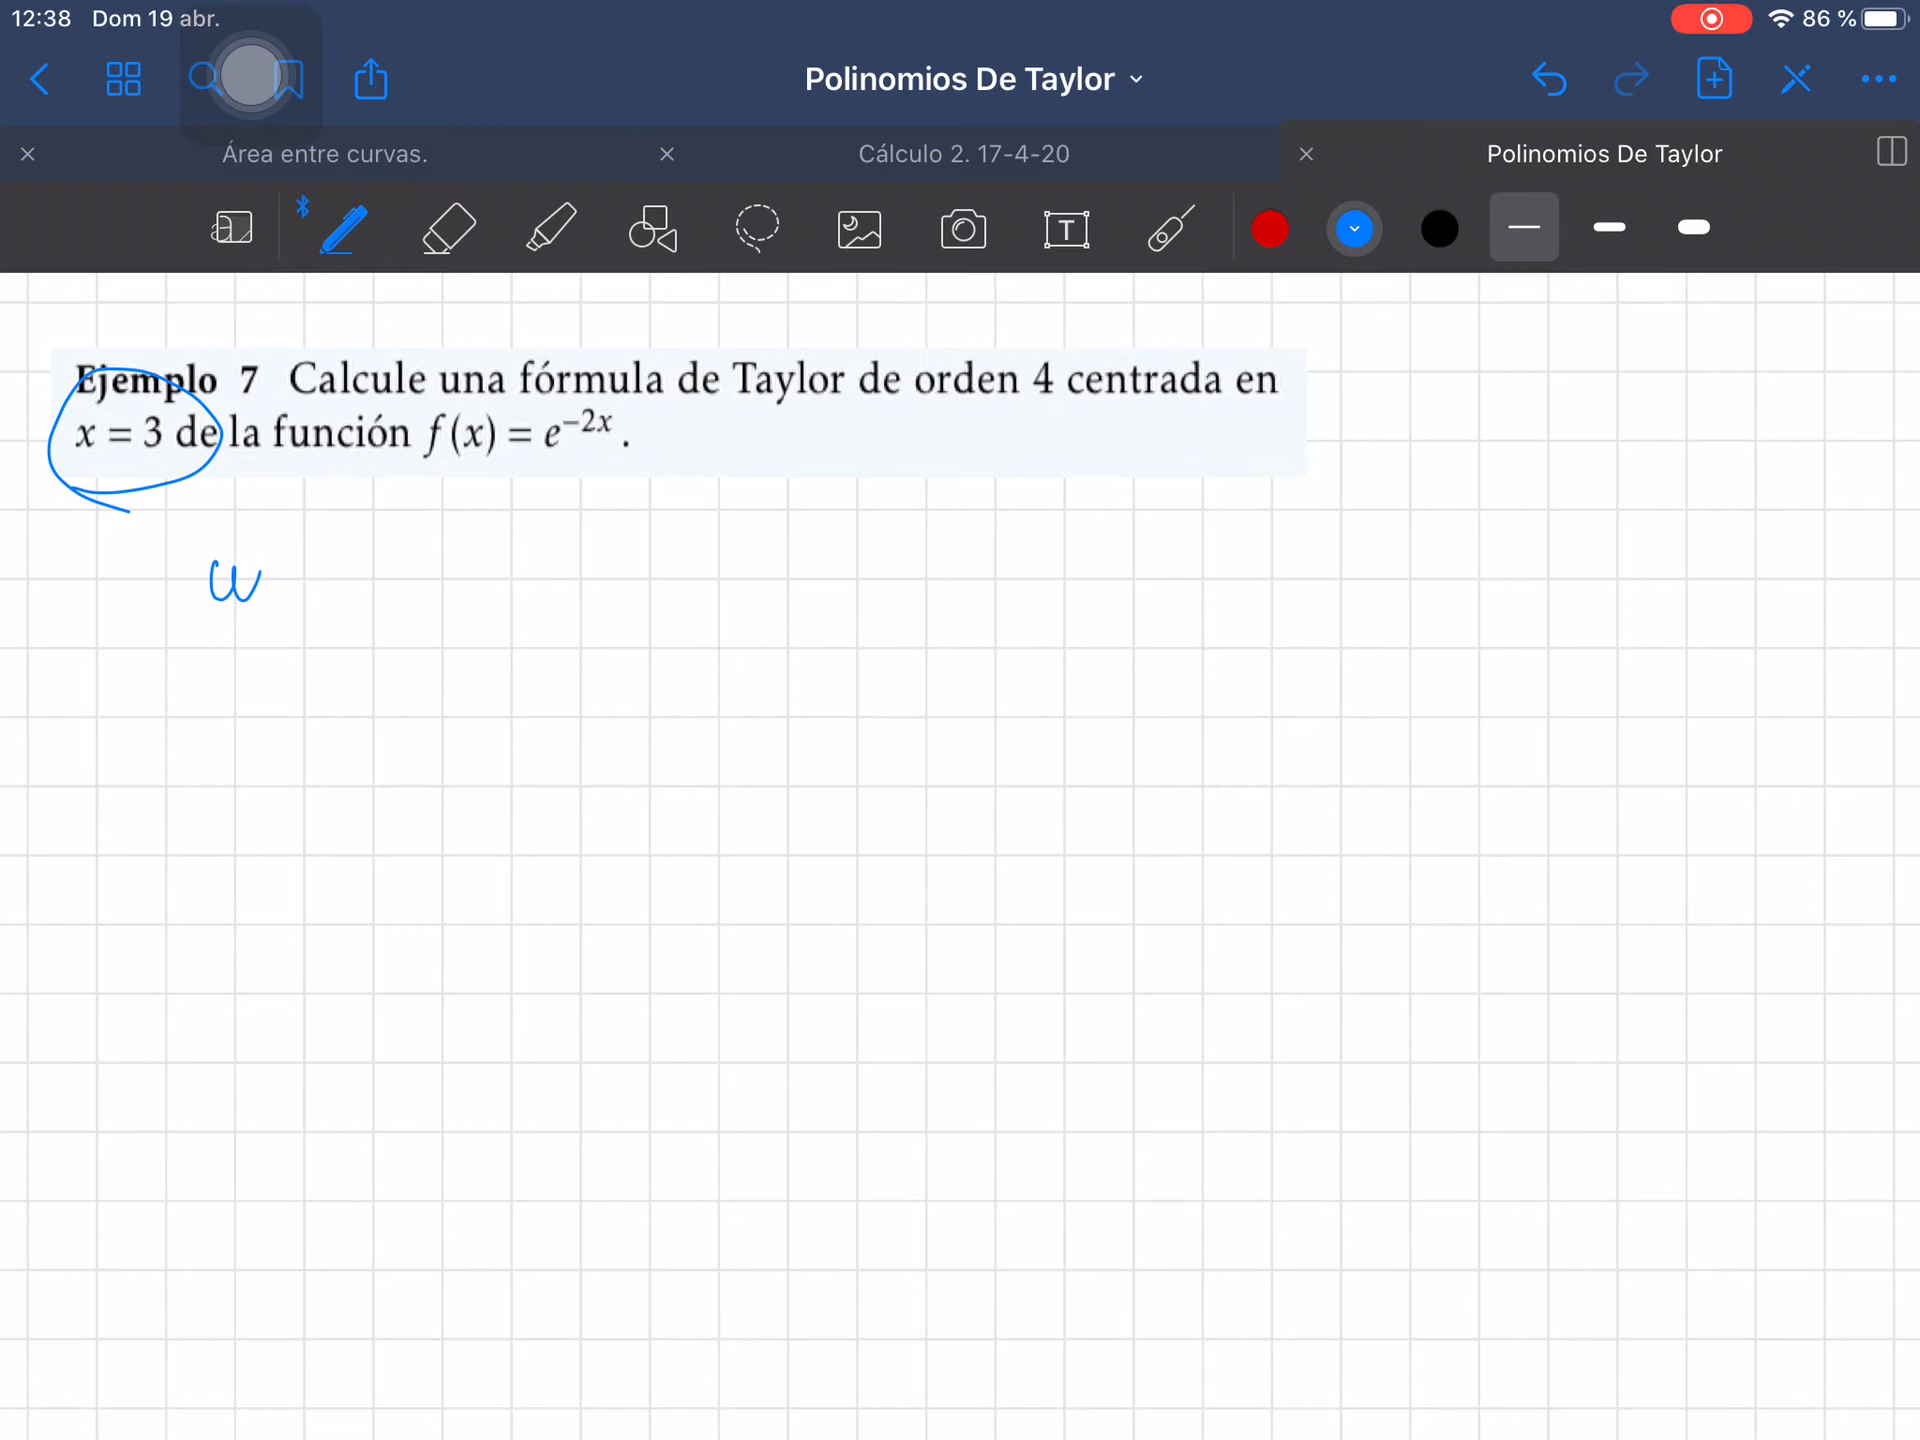 12:38 Dom 19 abr. 86 %
Polinomios De Taylor
Área entre curvas. Cálculo 2. 17-4-20 Polinomios De Taylor
T
Ejemplo 7 Calcule una fórmula de Taylor de orden 4 centrada en
x = 3 de la función f(x) = e⁻²ˣ .